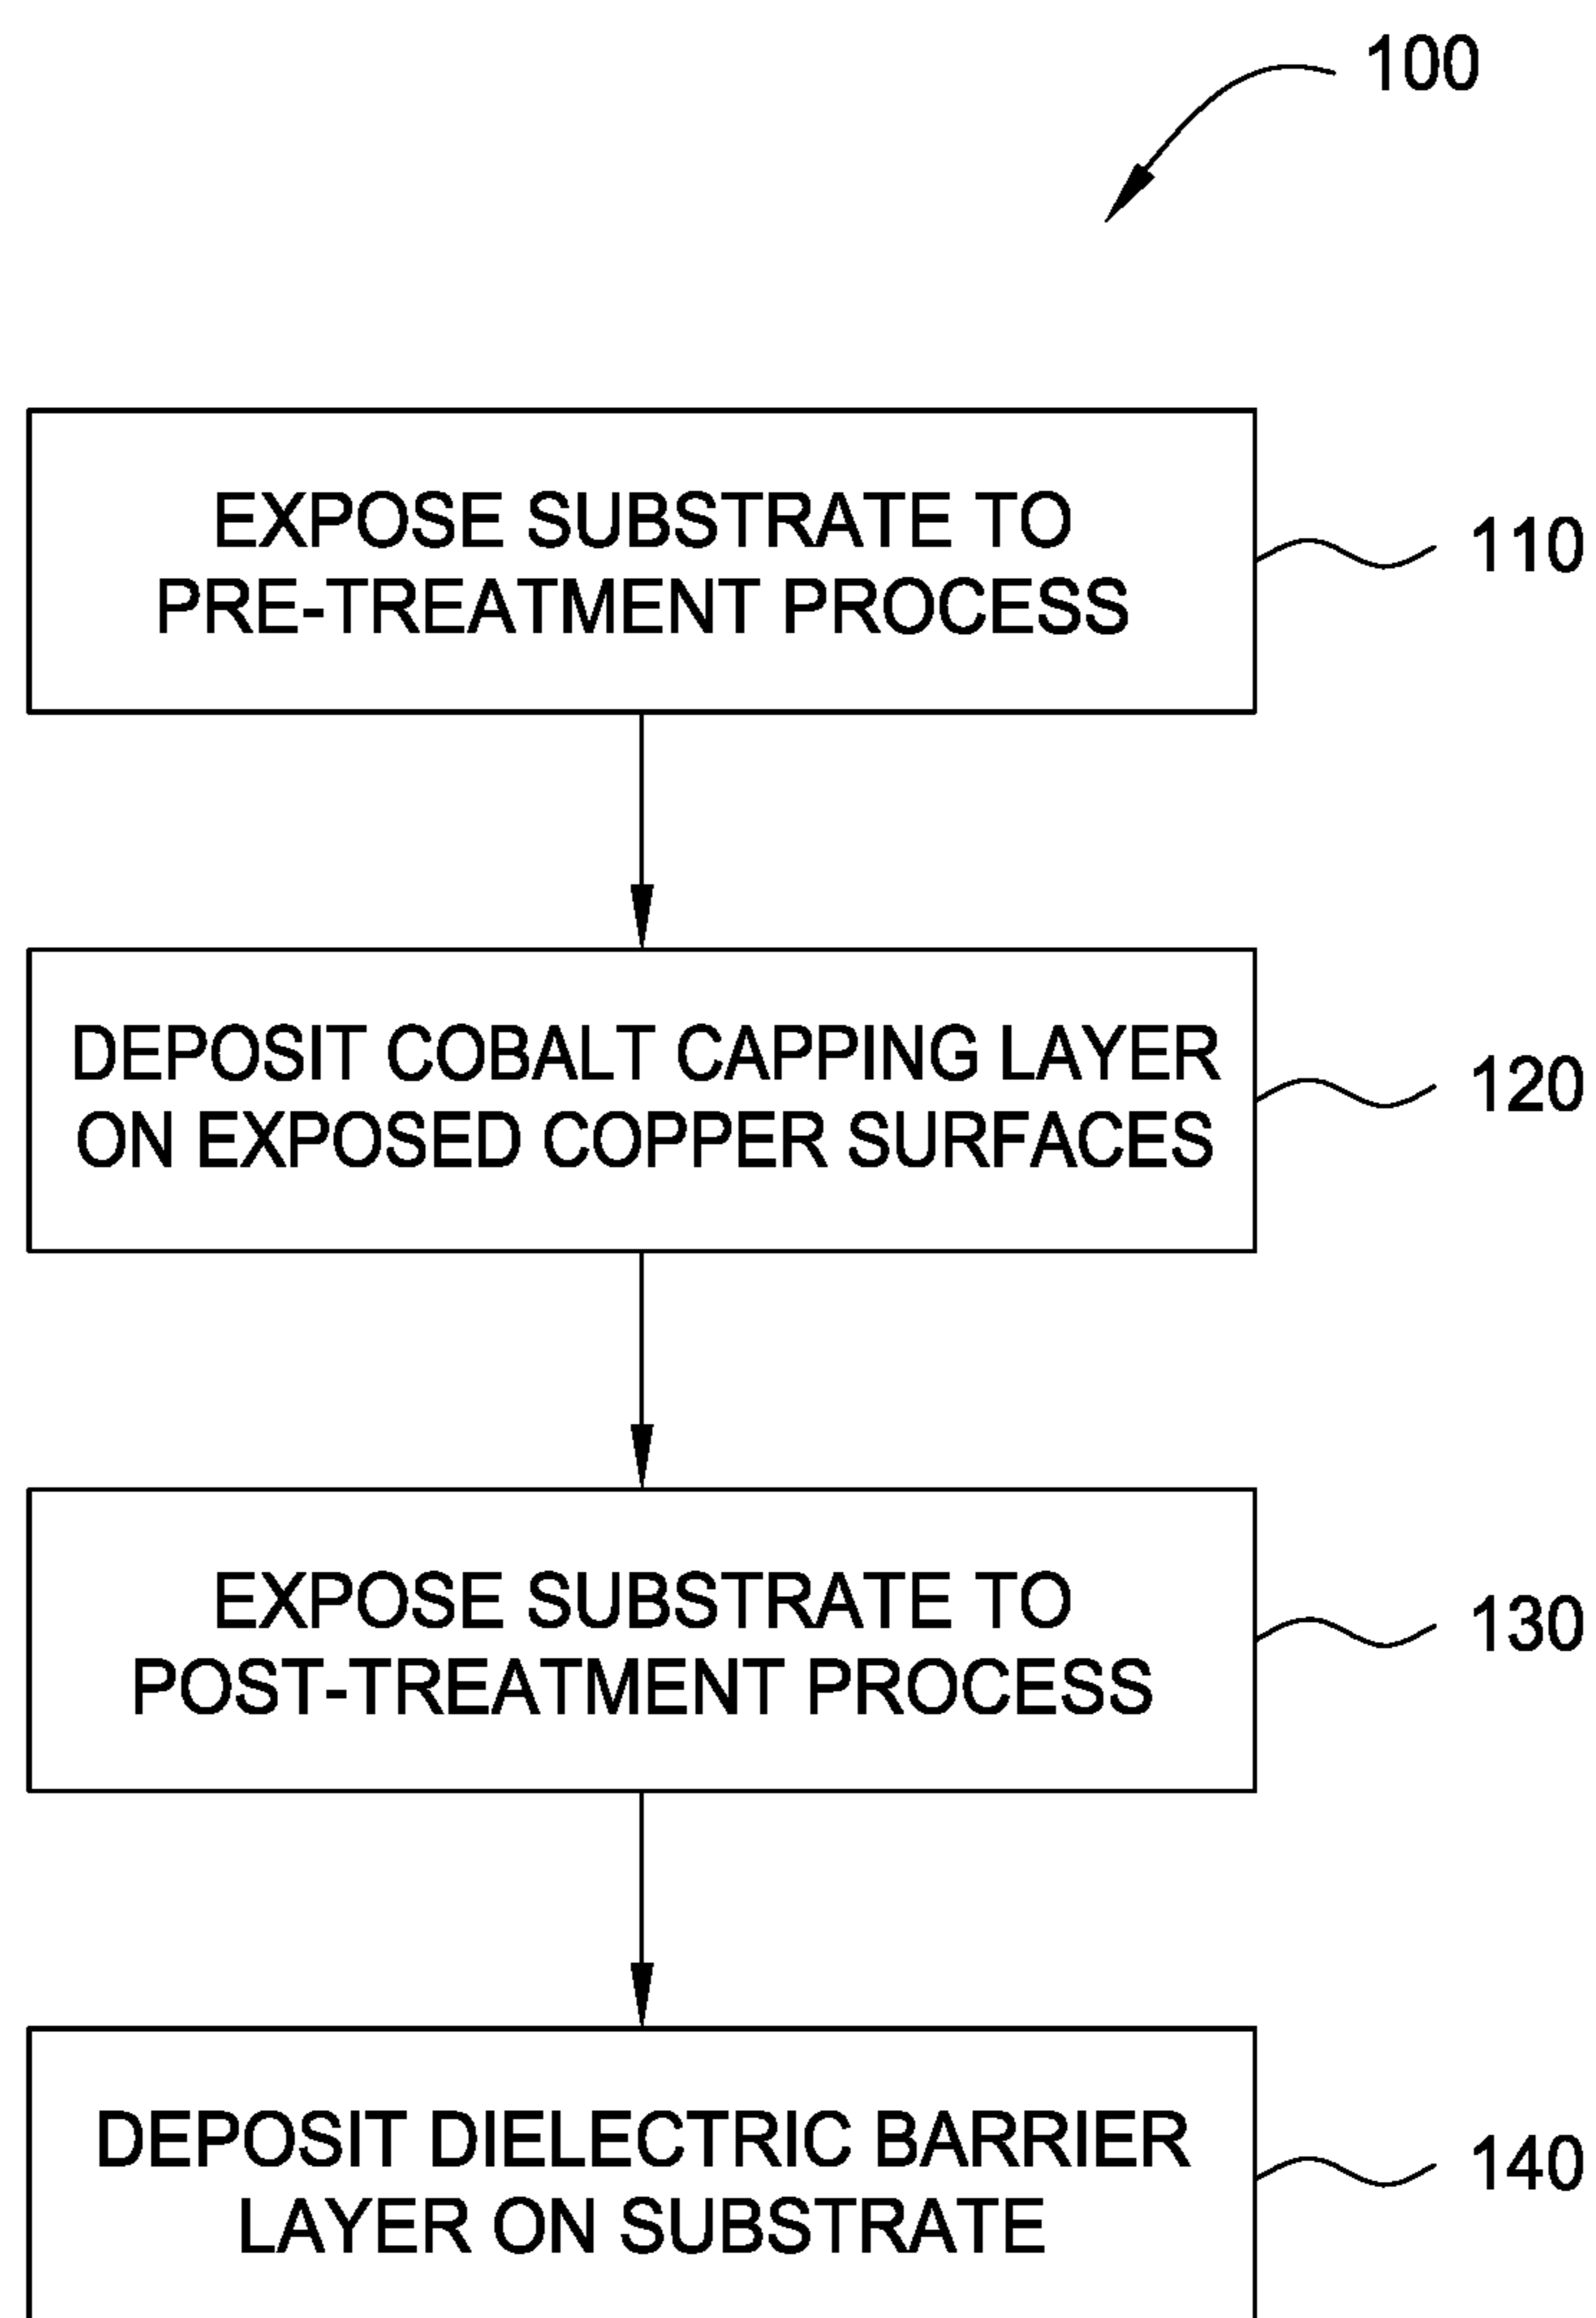 100
EXPOSE SUBSTRATE TO
PRE-TREATMENT PROCESS
110
DEPOSIT COBALT CAPPING LAYER
ON EXPOSED COPPER SURFACES
120
EXPOSE SUBSTRATE TO
POST-TREATMENT PROCESS
130
DEPOSIT DIELECTRIC BARRIER
LAYER ON SUBSTRATE
140